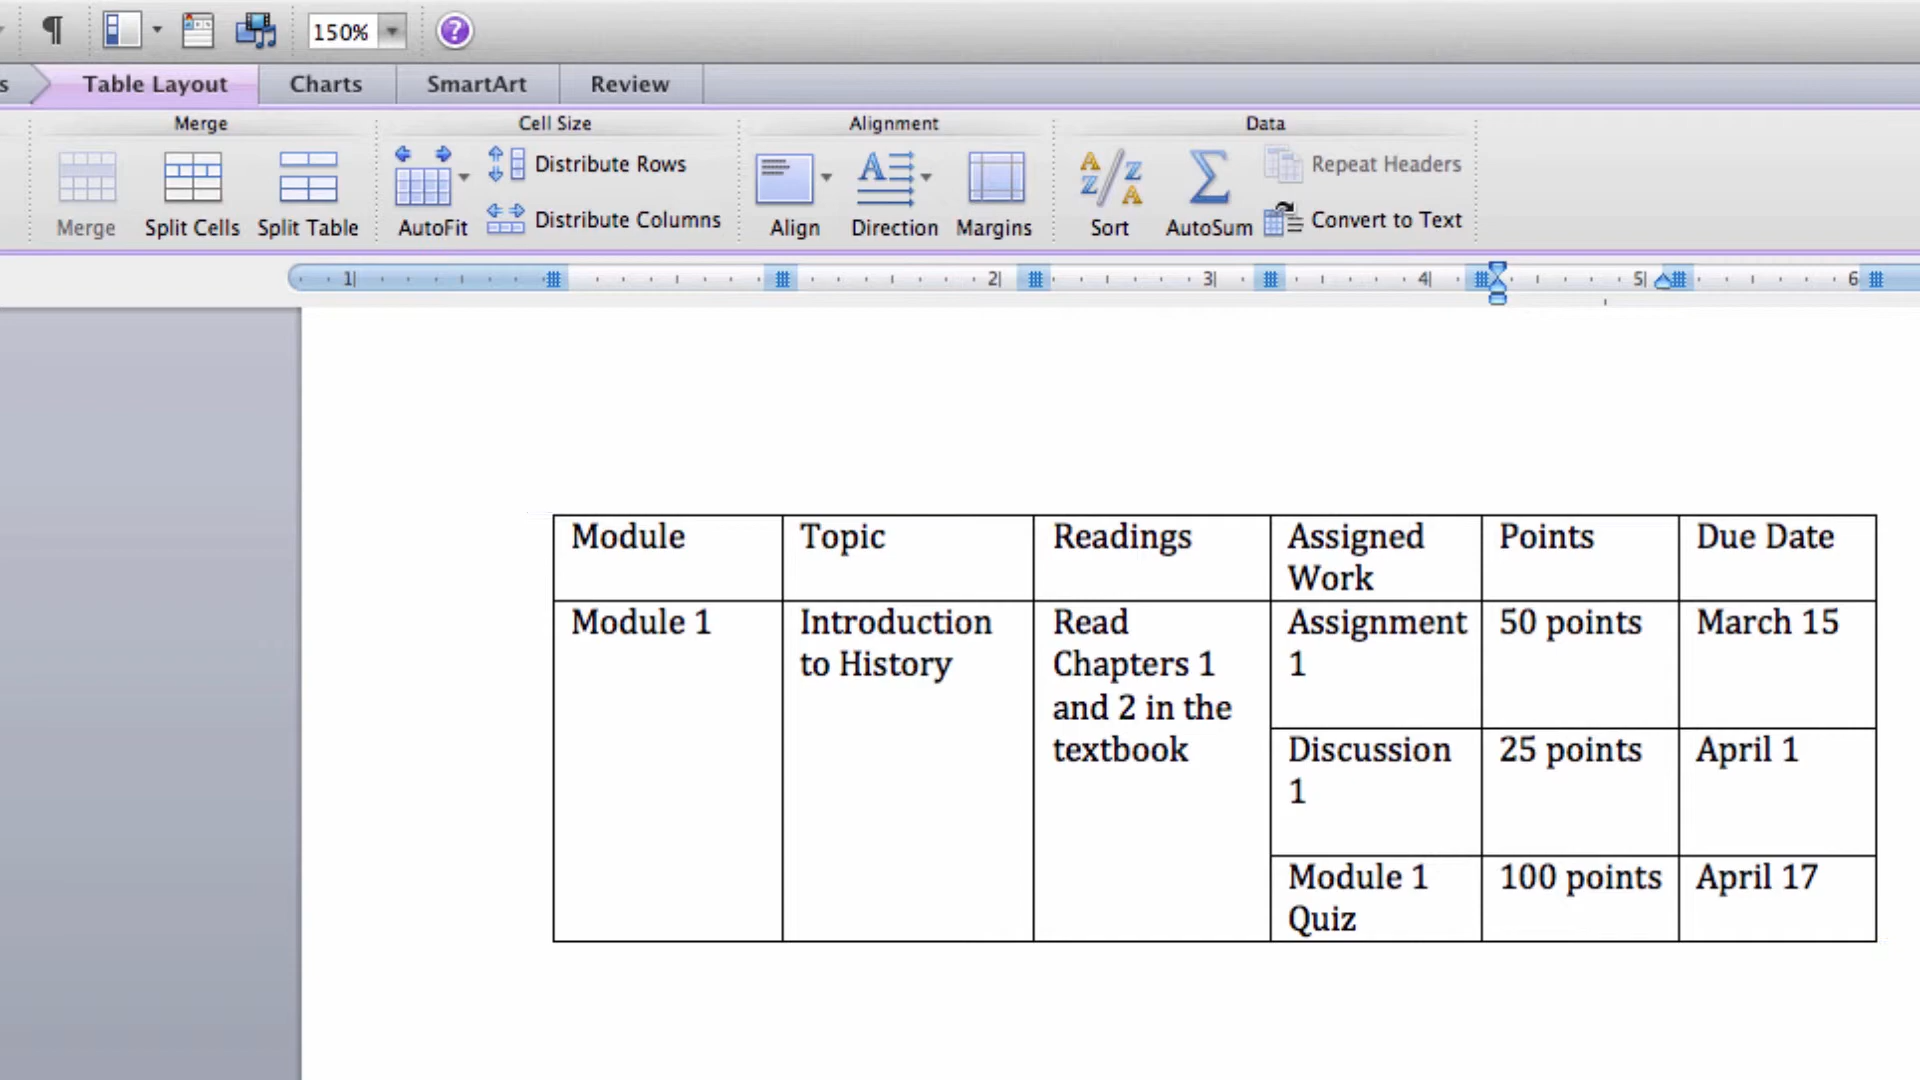 ¶ 150% ?
s Table Layout Charts SmartArt Review
Merge Cell Size Alignment Data
Distribute Rows Repeat Headers
Distribute Columns Convert to Text
Merge Split Cells Split Table AutoFit Align Direction Margins Sort AutoSum
1 2 3 4 5 6
Module Topic Readings Assigned Points Due Date
Work
Module 1 Introduction Read Assignment 50 points March 15
to History Chapters 1 1
and 2 in the
textbook Discussion 25 points April 1
1
Module 1 100 points April 17
Quiz